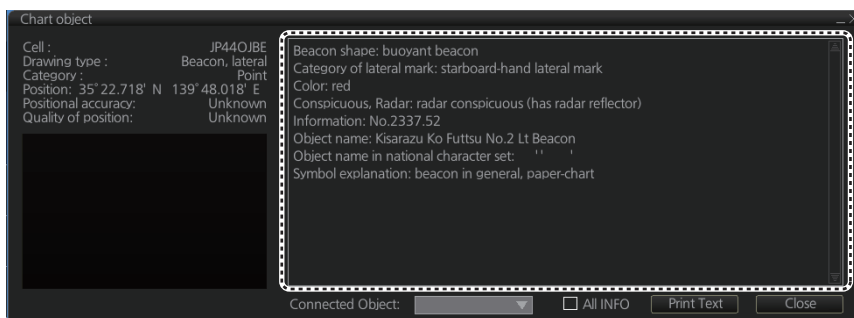 Chart object
Cell : JP44OJBE
Drawing type : Beacon, lateral
Category : Point
Position: 35°22.718' N 139°48.018' E
Positional accuracy: Unknown
Quality of position: Unknown
Beacon shape: buoyant beacon
Category of lateral mark: starboard-hand lateral mark
Color: red
Conspicuous, Radar: radar conspicuous (has radar reflector)
Information: No.2337.52
Object name: Kisarazu Ko Futtsu No.2 Lt Beacon
Object name in national character set: ' ' '
Symbol explanation: beacon in general, paper-chart
Connected Object:
All INFO
Print Text
Close